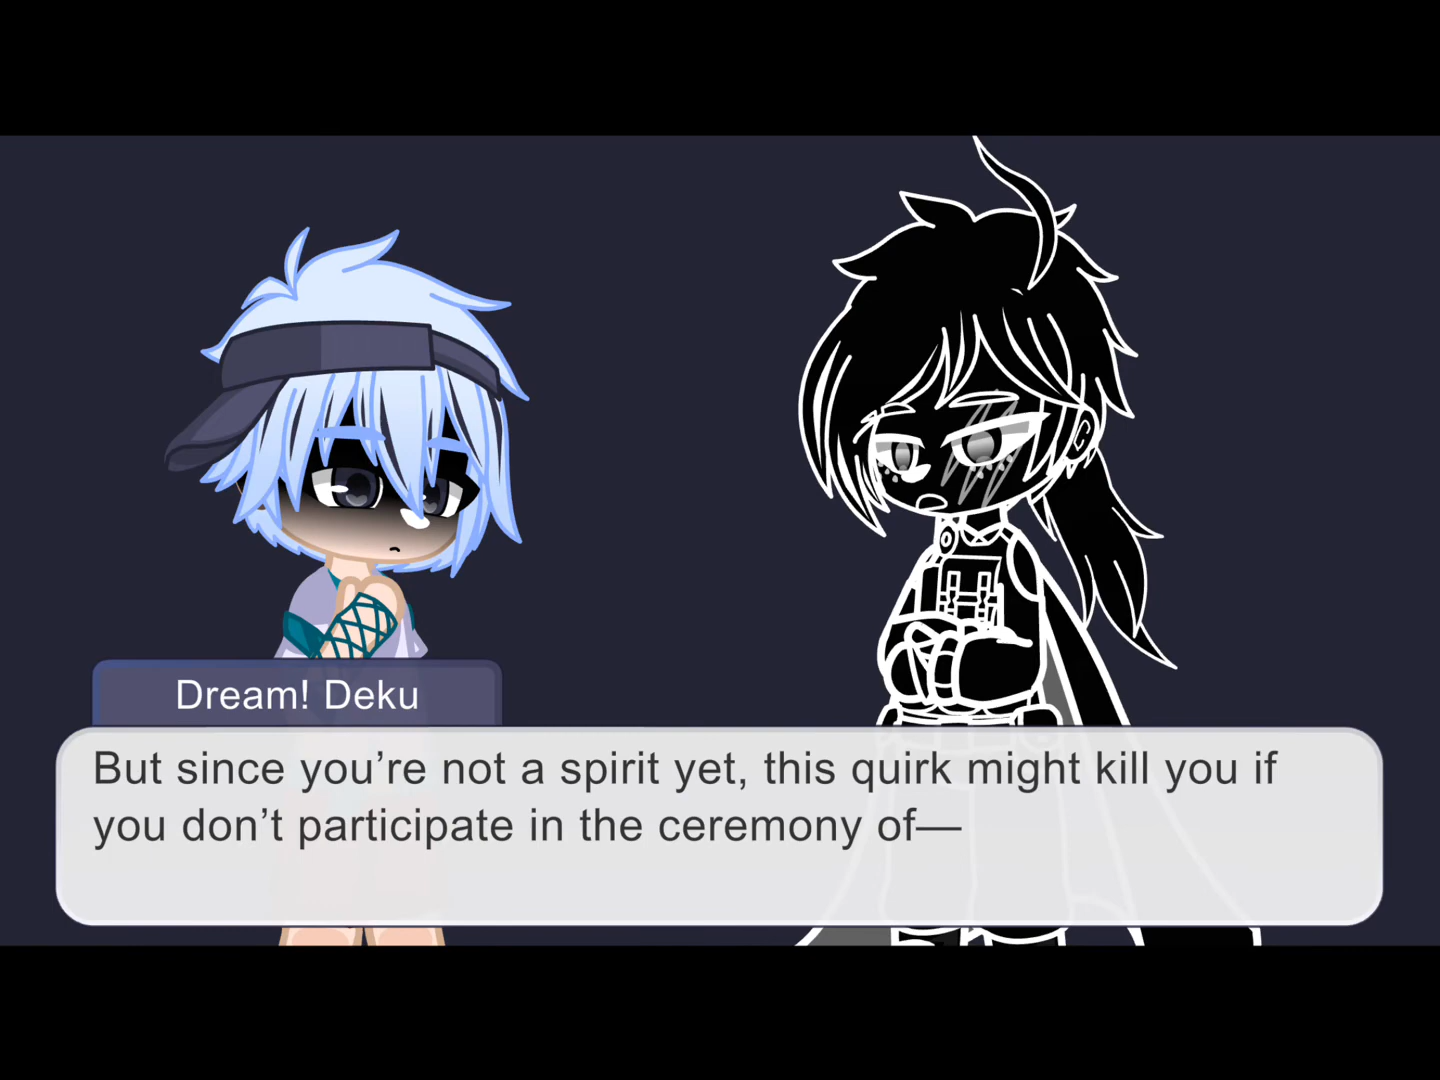 Dream! Deku
But since you’re not a spirit yet, this quirk might kill you if
you don’t participate in the ceremony of—